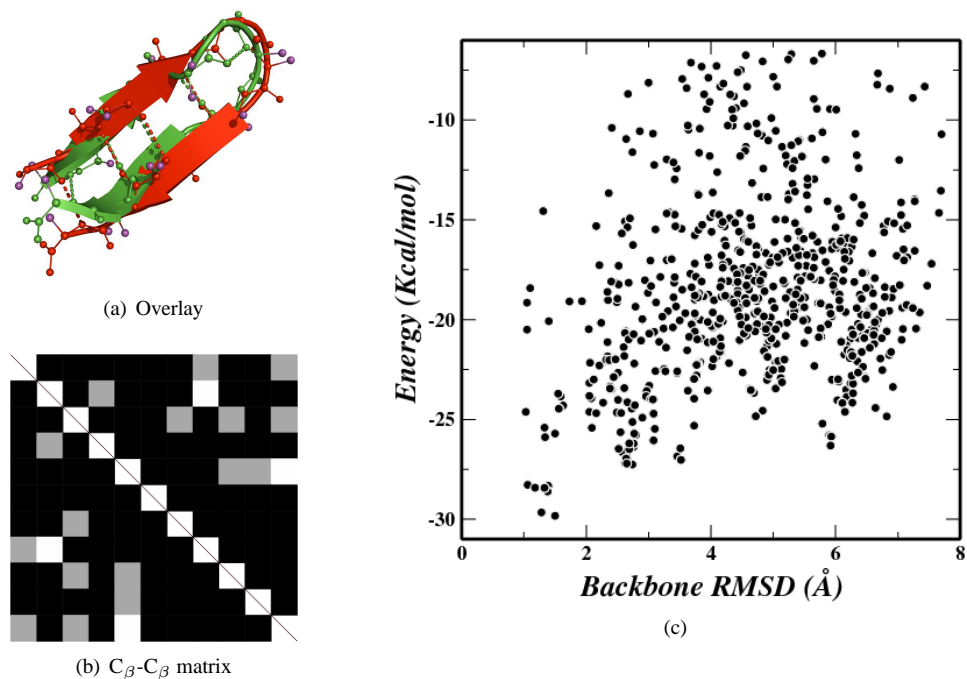 (a) Overlay
(b) Cβ-Cβ matrix
Energy (Kcal/mol)
-10
-15
-20
-25
-30
0 2 4 6 8
Backbone RMSD (Å)
(c)